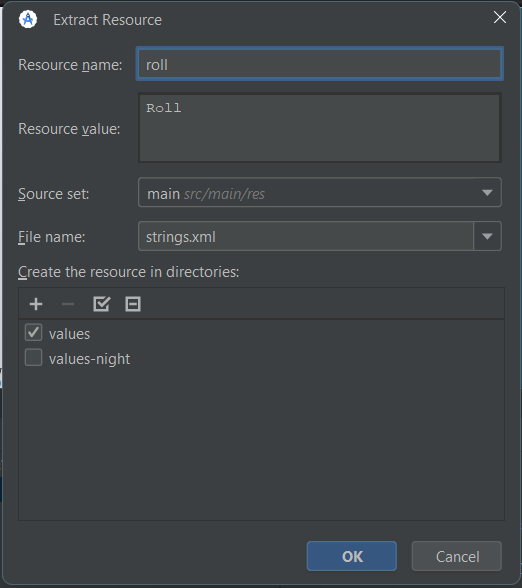 Extract Resource
Resource name: roll
Resource value: Roll
Source set: main src/main/res
File name: strings.xml
Create the resource in directories:
values
values-night
OK Cancel